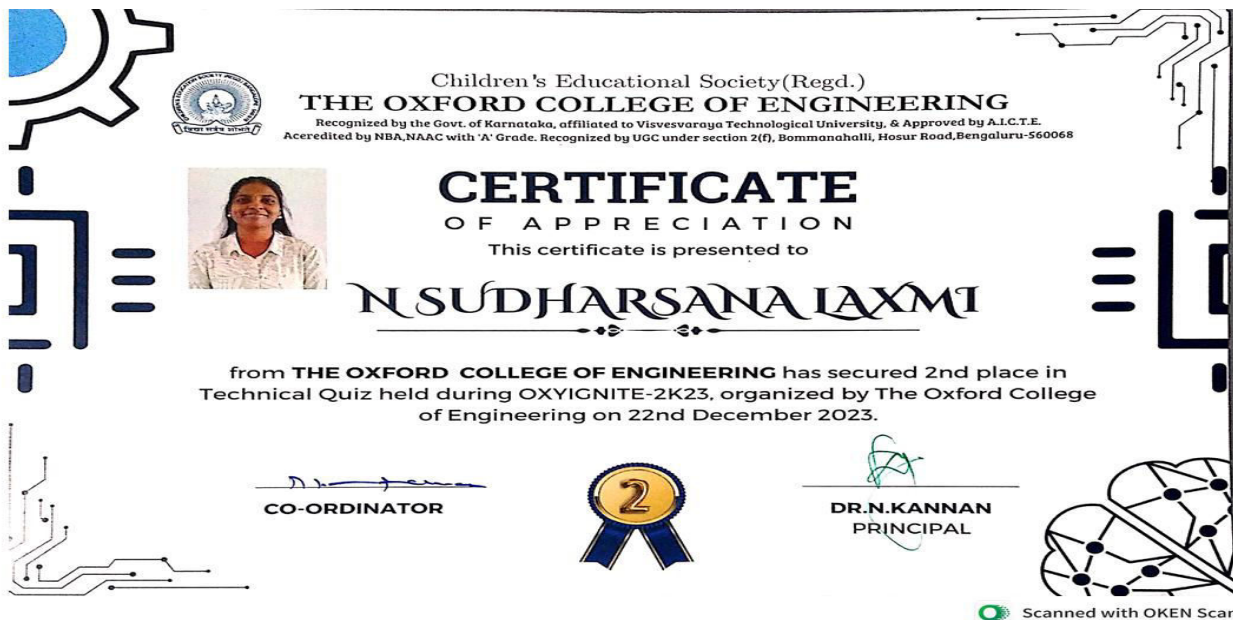 Children's Educational Society(Regd.)
THE OXFORD COLLEGE OF ENGINEERING
Recognized by the Govt. of Karnataka, affiliated to Visvesvaraya Technological University, & Approved by A.I.C.T.E.
Aceredited by NBA,NAAC with 'A' Grade. Recognized by UGC under section 2(f), Bommanahalli, Hosur Road,Bengaluru-560068
CERTIFICATE
OF APPRECIATION
This certificate is presented to
N SUDHARSANA LAXMI
from THE OXFORD COLLEGE OF ENGINEERING has secured 2nd place in
Technical Quiz held during OXYIGNITE-2K23, organized by The Oxford College
of Engineering on 22nd December 2023.
2
CO-ORDINATOR
DR.N.KANNAN
PRINCIPAL
Scanned with OKEN Scan